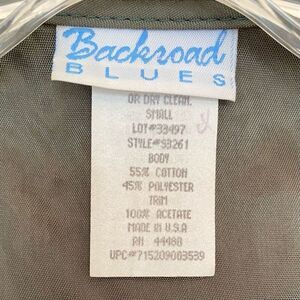 Backroad
BLUES
OR DRY CLEAN.
SMALL
LOT#33497
STYLE#S3261
BODY
55% COTTON
45% POLYESTER
TRIM
100% ACETATE
MADE IN U.S.A
RN 44480
UPC#715209003539